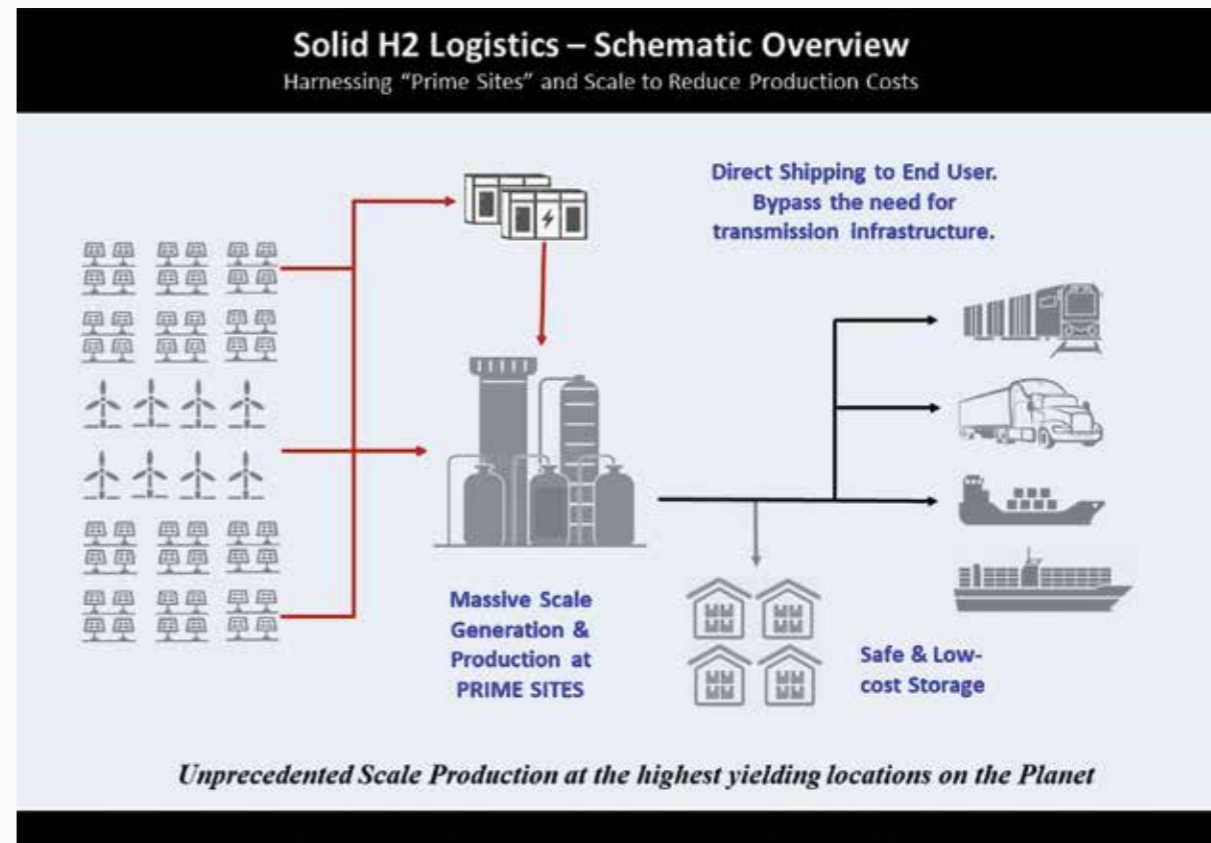 Solid H2 Logistics – Schematic Overview
Harnessing “Prime Sites” and Scale to Reduce Production Costs
Direct Shipping to End User.
Bypass the need for
transmission infrastructure.
Massive Scale
Generation &
Production at
PRIME SITES
Safe & Low-
cost Storage
Unprecedented Scale Production at the highest yielding locations on the Planet